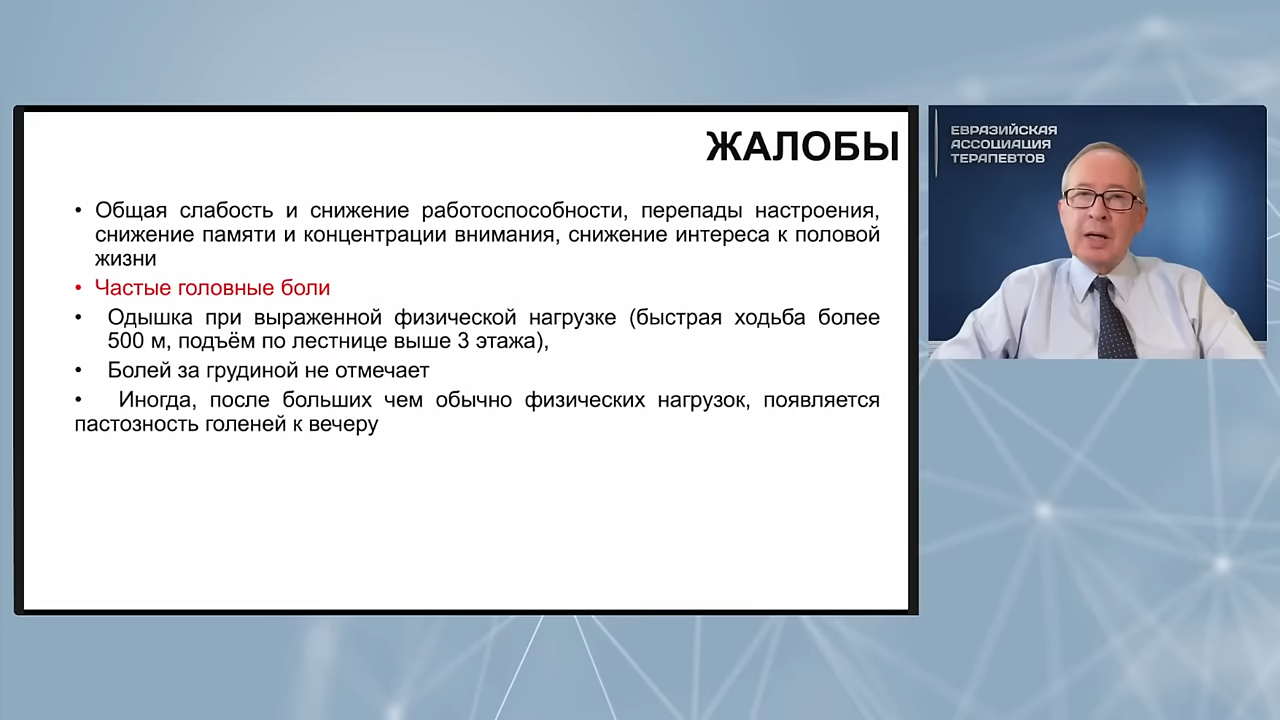 ЖАЛОБЫ
• Общая слабость и снижение работоспособности, перепады настроения,
снижение памяти и концентрации внимания, снижение интереса к половой
жизни
• Частые головные боли
• Одышка при выраженной физической нагрузке (быстрая ходьба более
500 м, подъём по лестнице выше 3 этажа),
• Болей за грудиной не отмечает
• Иногда, после больших чем обычно физических нагрузок, появляется
пастозность голеней к вечеру
ЕВРАЗИЙСКАЯ
АССОЦИАЦИЯ
ТЕРАПЕВТОВ